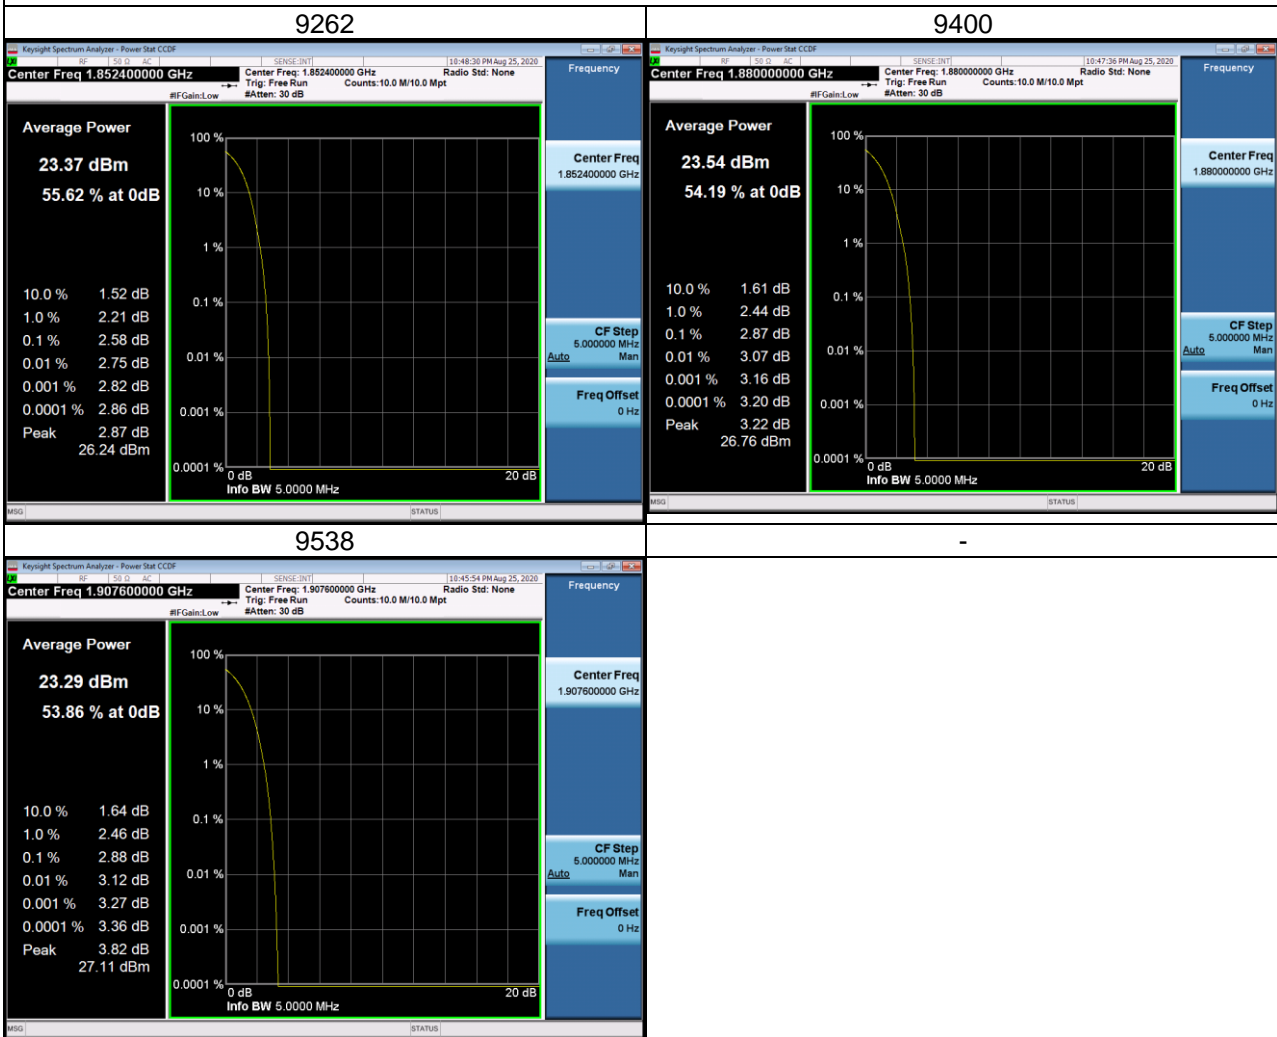 9262
9400
Keysight Spectrum Analyzer - Power Stat CCDF
LXI RF 50 Ω AC SENSE:INT 10:48:30 PM Aug 25, 2020
Center Freq 1.852400000 GHz
Center Freq: 1.852400000 GHz Radio Std: None
Trig: Free Run Counts:10.0 M/10.0 Mpt
#IFGain:Low #Atten: 30 dB
Average Power
23.37 dBm
55.62 % at 0dB
10.0 % 1.52 dB
1.0 % 2.21 dB
0.1 % 2.58 dB
0.01 % 2.75 dB
0.001 % 2.82 dB
0.0001 % 2.86 dB
Peak 2.87 dB
26.24 dBm
100 %
10 %
1 %
0.1 %
0.01 %
0.001 %
0.0001 %
0 dB 20 dB
Info BW 5.0000 MHz
Frequency
Center Freq
1.852400000 GHz
CF Step
5.000000 MHz
Auto Man
Freq Offset
0 Hz
MSG STATUS
Keysight Spectrum Analyzer - Power Stat CCDF
LXI RF 50 Ω AC SENSE:INT 10:47:36 PM Aug 25, 2020
Center Freq 1.880000000 GHz
Center Freq: 1.880000000 GHz Radio Std: None
Trig: Free Run Counts:10.0 M/10.0 Mpt
#IFGain:Low #Atten: 30 dB
Average Power
23.54 dBm
54.19 % at 0dB
10.0 % 1.61 dB
1.0 % 2.44 dB
0.1 % 2.87 dB
0.01 % 3.07 dB
0.001 % 3.16 dB
0.0001 % 3.20 dB
Peak 3.22 dB
26.76 dBm
100 %
10 %
1 %
0.1 %
0.01 %
0.001 %
0.0001 %
0 dB 20 dB
Info BW 5.0000 MHz
Frequency
Center Freq
1.880000000 GHz
CF Step
5.000000 MHz
Auto Man
Freq Offset
0 Hz
MSG STATUS
9538
-
Keysight Spectrum Analyzer - Power Stat CCDF
LXI RF 50 Ω AC SENSE:INT 10:45:54 PM Aug 25, 2020
Center Freq 1.907600000 GHz
Center Freq: 1.907600000 GHz Radio Std: None
Trig: Free Run Counts:10.0 M/10.0 Mpt
#IFGain:Low #Atten: 30 dB
Average Power
23.29 dBm
53.86 % at 0dB
10.0 % 1.64 dB
1.0 % 2.46 dB
0.1 % 2.88 dB
0.01 % 3.12 dB
0.001 % 3.27 dB
0.0001 % 3.36 dB
Peak 3.82 dB
27.11 dBm
100 %
10 %
1 %
0.1 %
0.01 %
0.001 %
0.0001 %
0 dB 20 dB
Info BW 5.0000 MHz
Frequency
Center Freq
1.907600000 GHz
CF Step
5.000000 MHz
Auto Man
Freq Offset
0 Hz
MSG STATUS